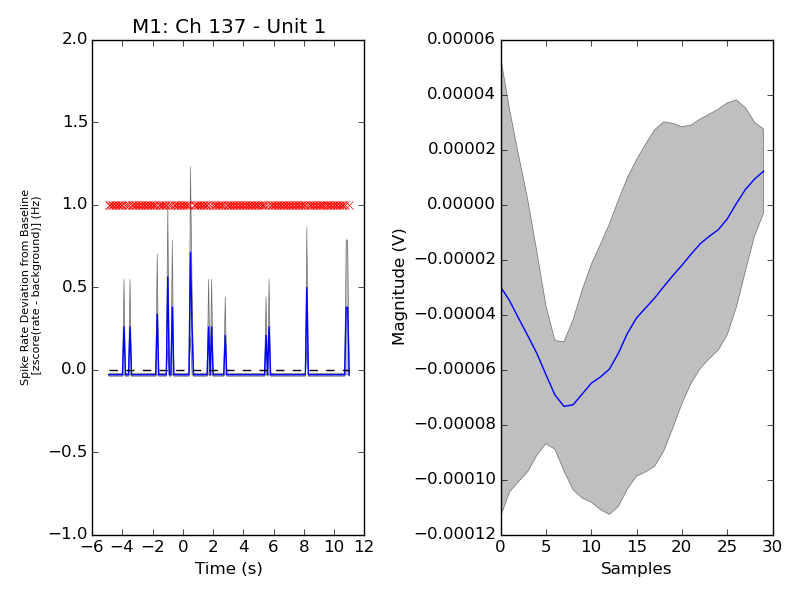 M1: Ch 137 - Unit 1
2.0
1.5
1.0
0.5
0.0
−0.5
−1.0
−6 −4 −2 0 2 4 6 8 10 12
Time (s)
Spike Rate Deviation from Baseline
[zscore(rate - background)] (Hz)
0.00006
0.00004
0.00002
0.00000
−0.00002
−0.00004
−0.00006
−0.00008
−0.00010
−0.00012
0 5 10 15 20 25 30
Samples
Magnitude (V)